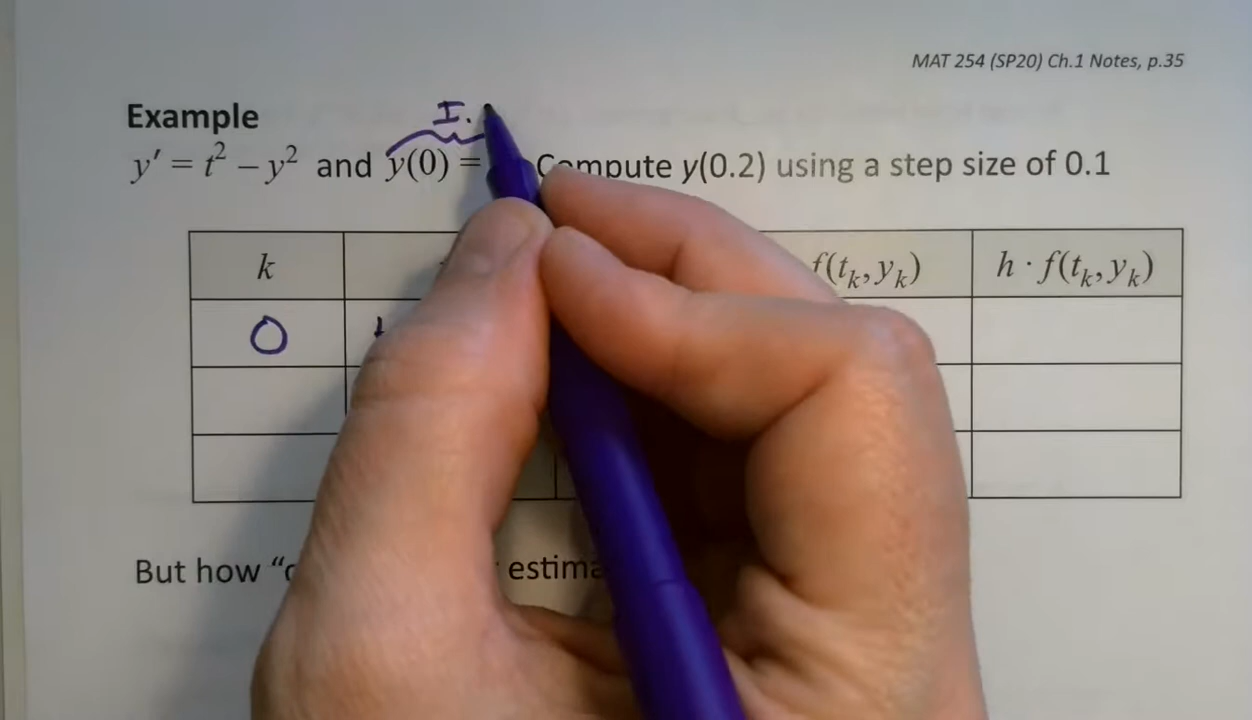 MAT 254 (SP20) Ch.1 Notes, p.35
Example
I.
y′ = t² – y² and y(0) = Compute y(0.2) using a step size of 0.1
k f(tₖ, yₖ) h · f(tₖ, yₖ)
0 t
But how